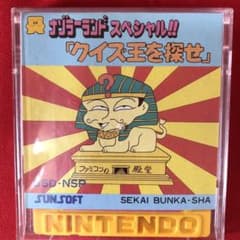 ナゾラーランド スペシャル!!
「クイズ王を探せ」
?
ファミコンの 殿堂
GSD-NSP
SUNSOFT
SEKAI BUNKA-SHA
NINTENDO